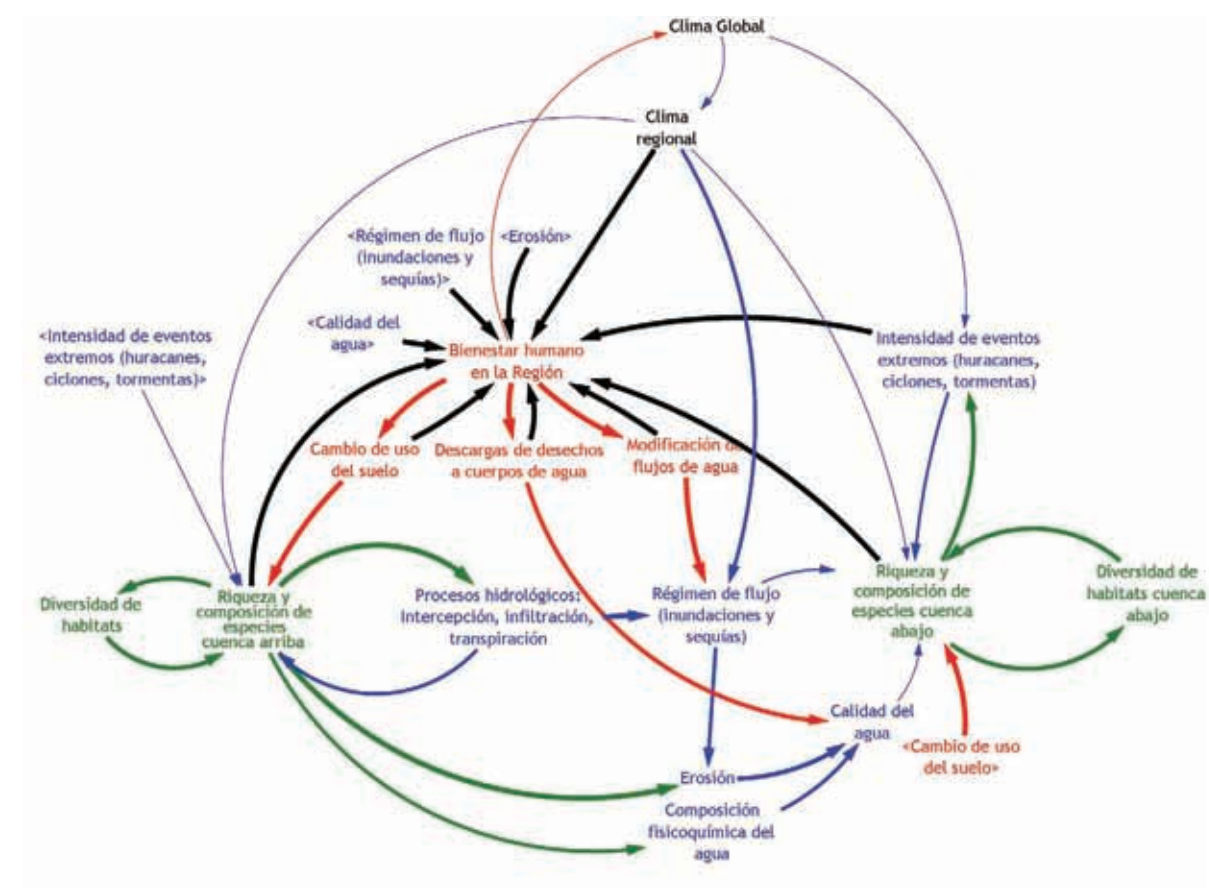 Clima Global
Clima
regional
<Régimen de flujo
(inundaciones y
sequías)>
<Erosión>
<Calidad del
agua>
<Intensidad de eventos
extremos (huracanes,
ciclones, tormentas)>
Bienestar humano
en la Región
Intensidad de eventos
extremos (huracanes,
ciclones, tormentas)
Cambio de uso
del suelo
Descargas de desechos
a cuerpos de agua
Modificación de
flujos de agua
Diversidad de
habitats
Riqueza y
composición de
especies
cuenca arriba
Procesos hidrológicos:
Intercepción, infiltración,
transpiración
Régimen de flujo
(inundaciones y
sequías)
Riqueza y
composición de
especies cuenca
abajo
Diversidad de
habitats cuenca
abajo
Calidad del
agua
<Cambio de uso
del suelo>
Erosión
Composición
fisicoquímica del
agua